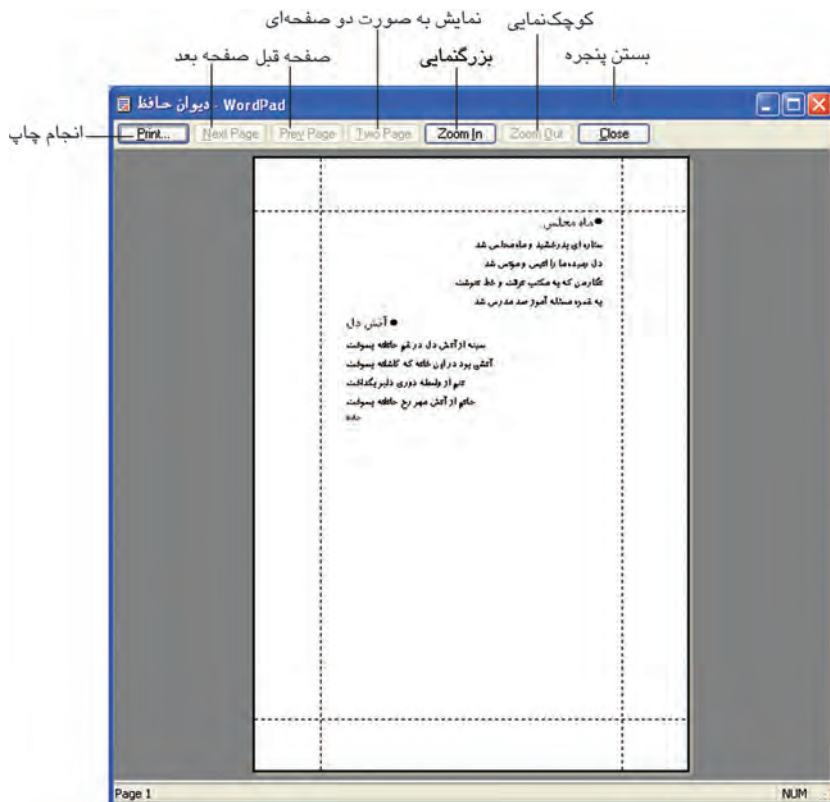 کوچک‌نمایی
نمایش به صورت دو صفحه‌ای
بستن پنجره
بزرگنمایی
صفحه قبل
صفحه بعد
دیوان حافظ - WordPad
انجام چاپ
Print... Next Page Prev Page Two Page Zoom In Zoom Out Close
● ماه مجلس
ستاره ای بدرخشید و ماه مجلس شد
دل رمیده ما را انیس و مونس شد
نگار من که به مکتب نرفت و خط ننوشت
به غمزه مسئله آموز صد مدرس شد
● آتش دل
سینه از آتش دل در غم جانانه بسوخت
آتشی بود در این خانه که کاشانه بسوخت
تنم از واسطه دوری دلبر بگداخت
جانم از آتش مهر رخ جانانه بسوخت
حافظ
Page 1
NUM